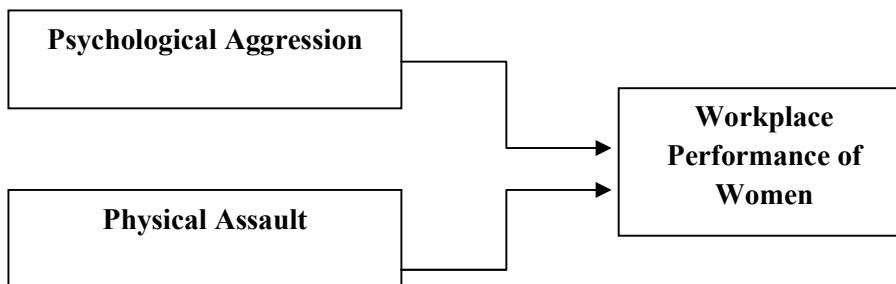 Psychological Aggression
Workplace
Performance of
Women
Physical Assault